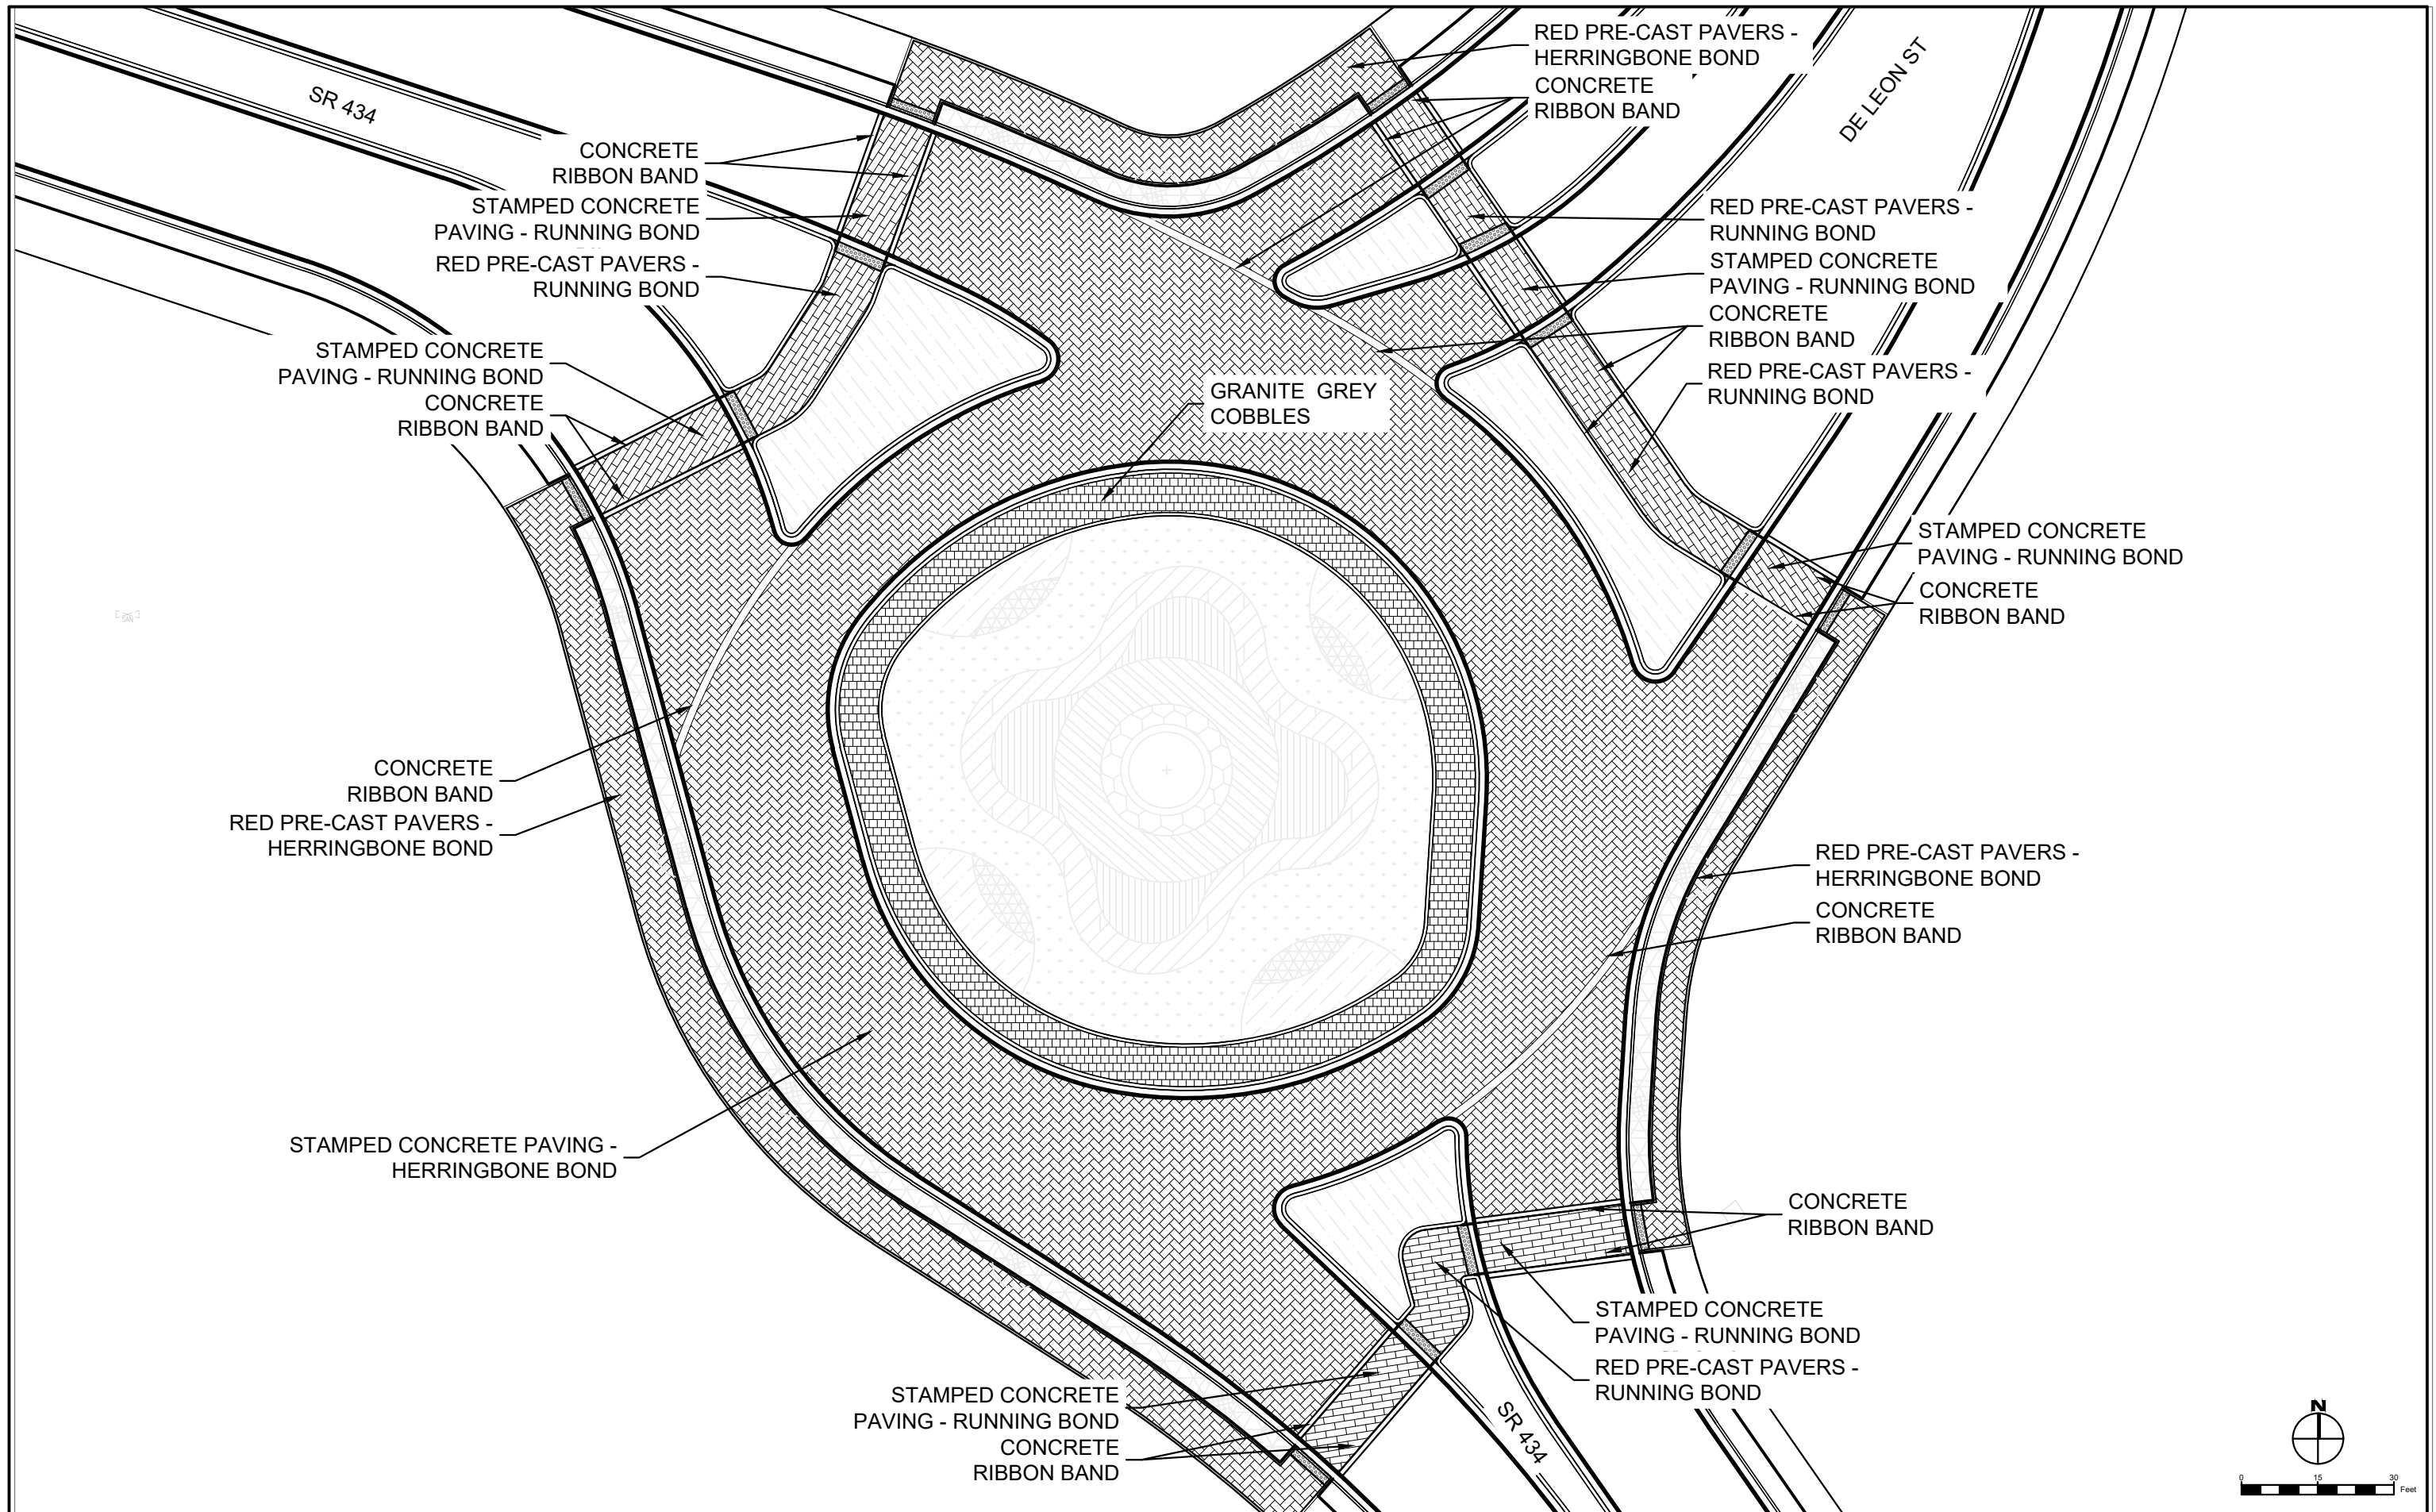 RED PRE-CAST PAVERS -
HERRINGBONE BOND
CONCRETE
RIBBON BAND
DE LEON ST
SR 434
CONCRETE
RIBBON BAND
STAMPED CONCRETE
PAVING - RUNNING BOND
RED PRE-CAST PAVERS -
RUNNING BOND
RED PRE-CAST PAVERS -
RUNNING BOND
STAMPED CONCRETE
PAVING - RUNNING BOND
CONCRETE
RIBBON BAND
RED PRE-CAST PAVERS -
RUNNING BOND
STAMPED CONCRETE
PAVING - RUNNING BOND
CONCRETE
RIBBON BAND
GRANITE GREY
COBBLES
STAMPED CONCRETE
PAVING - RUNNING BOND
CONCRETE
RIBBON BAND
CONCRETE
RIBBON BAND
RED PRE-CAST PAVERS -
HERRINGBONE BOND
RED PRE-CAST PAVERS -
HERRINGBONE BOND
CONCRETE
RIBBON BAND
STAMPED CONCRETE PAVING -
HERRINGBONE BOND
CONCRETE
RIBBON BAND
STAMPED CONCRETE
PAVING - RUNNING BOND
RED PRE-CAST PAVERS -
RUNNING BOND
STAMPED CONCRETE
PAVING - RUNNING BOND
CONCRETE
RIBBON BAND
SR 434
N
0 15 30
Feet